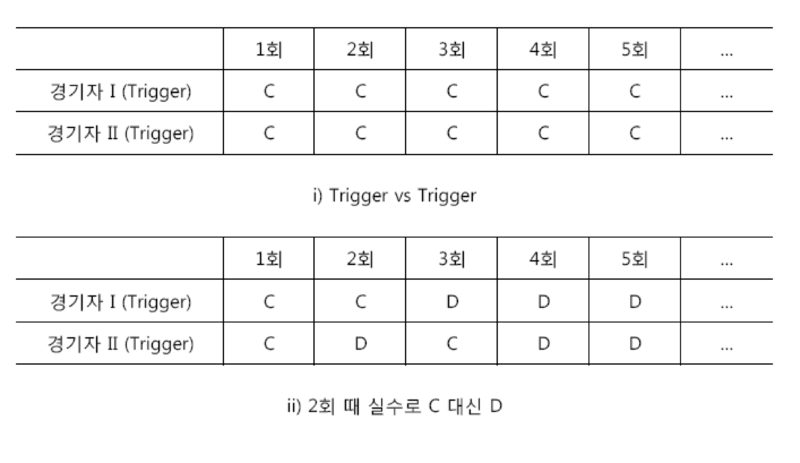 1회 2회 3회 4회 5회 ...
경기자 I (Trigger) C C C C C ...
경기자 II (Trigger) C C C C C ...
i) Trigger vs Trigger
1회 2회 3회 4회 5회 ...
경기자 I (Trigger) C C D D D ...
경기자 II (Trigger) C D C D D ...
ii) 2회 때 실수로 C 대신 D